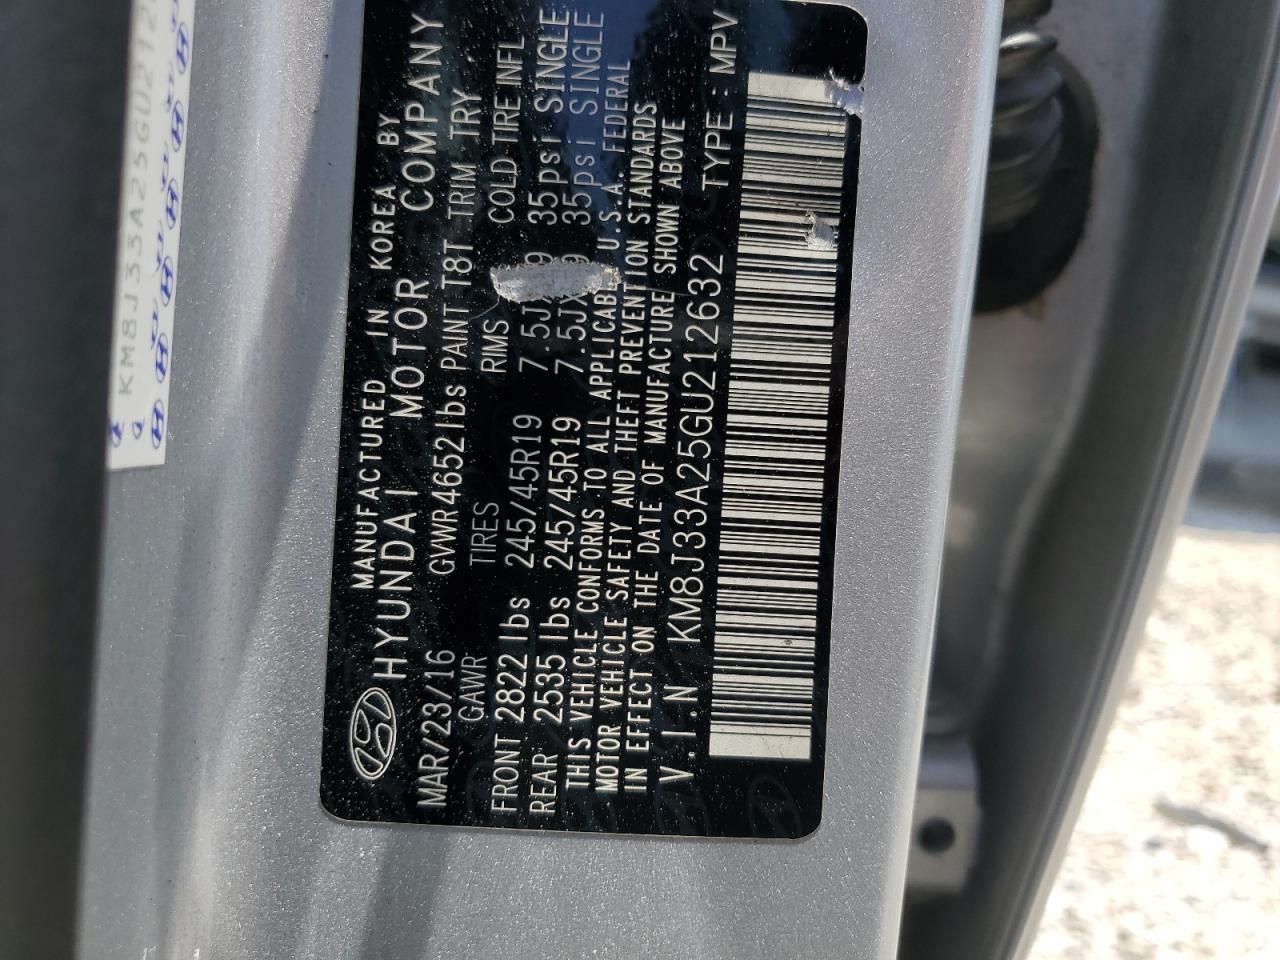 KM8J33A25GU212
MANUFACTURED IN KOREA BY
HYUNDAI MOTOR COMPANY
MAR/23/16 GVWR 4652 lbs PAINT T8T TRIM TRY
GAWR TIRES RIMS COLD TIRE INFL
FRONT 2822 lbs 245/45R19 7.5J 9 35psi SINGLE
REAR 2535 lbs 245/45R19 7.5JX 9 35psi SINGLE
THIS VEHICLE CONFORMS TO ALL APPLICABLE U.S.A. FEDERAL
MOTOR VEHICLE SAFETY AND THEFT PREVENTION STANDARDS
IN EFFECT ON THE DATE OF MANUFACTURE SHOWN ABOVE
V.I.N KM8J33A25GU212632 TYPE : MPV